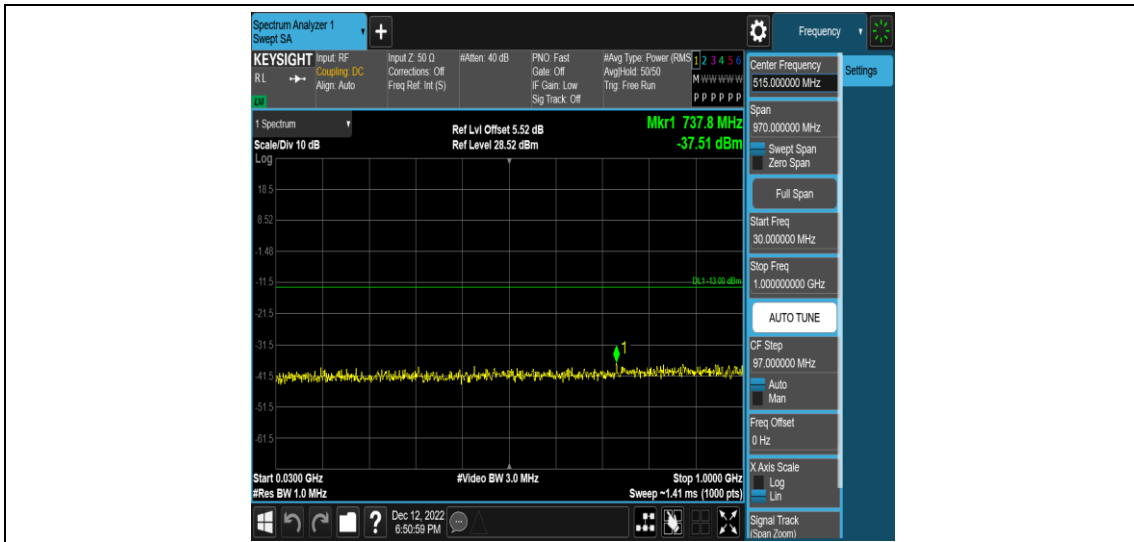 Spectrum Analyzer 1
Swept SA
+
Frequency
KEYSIGHT
RL
LXI
Input: RF
Coupling: DC
Align: Auto
Input Z: 50 Ω
Corrections: Off
Freq Ref: Int (S)
#Atten: 40 dB
PNO: Fast
Gate: Off
IF Gain: Low
Sig Track: Off
#Avg Type: Power (RMS
Avg|Hold: 50/50
Trig: Free Run
1 2 3 4 5 6
M W W W W W
P P P P P P
Center Frequency
515.000000 MHz
Settings
Span
970.000000 MHz
Swept Span
Zero Span
Full Span
Start Freq
30.000000 MHz
Stop Freq
1.000000000 GHz
AUTO TUNE
CF Step
97.000000 MHz
Auto
Man
Freq Offset
0 Hz
X Axis Scale
Log
Lin
Signal Track
(Span Zoom)
1 Spectrum
Scale/Div 10 dB
Ref Lvl Offset 5.52 dB
Ref Level 28.52 dBm
Mkr1 737.8 MHz
-37.51 dBm
Log
18.5
8.52
-1.48
-11.5
DL1 -13.00 dBm
-21.5
-31.5
1
-41.5
-51.5
-61.5
Start 0.0300 GHz
#Video BW 3.0 MHz
Stop 1.0000 GHz
#Res BW 1.0 MHz
Sweep ~1.41 ms (1000 pts)
?
Dec 12, 2022
6:50:59 PM